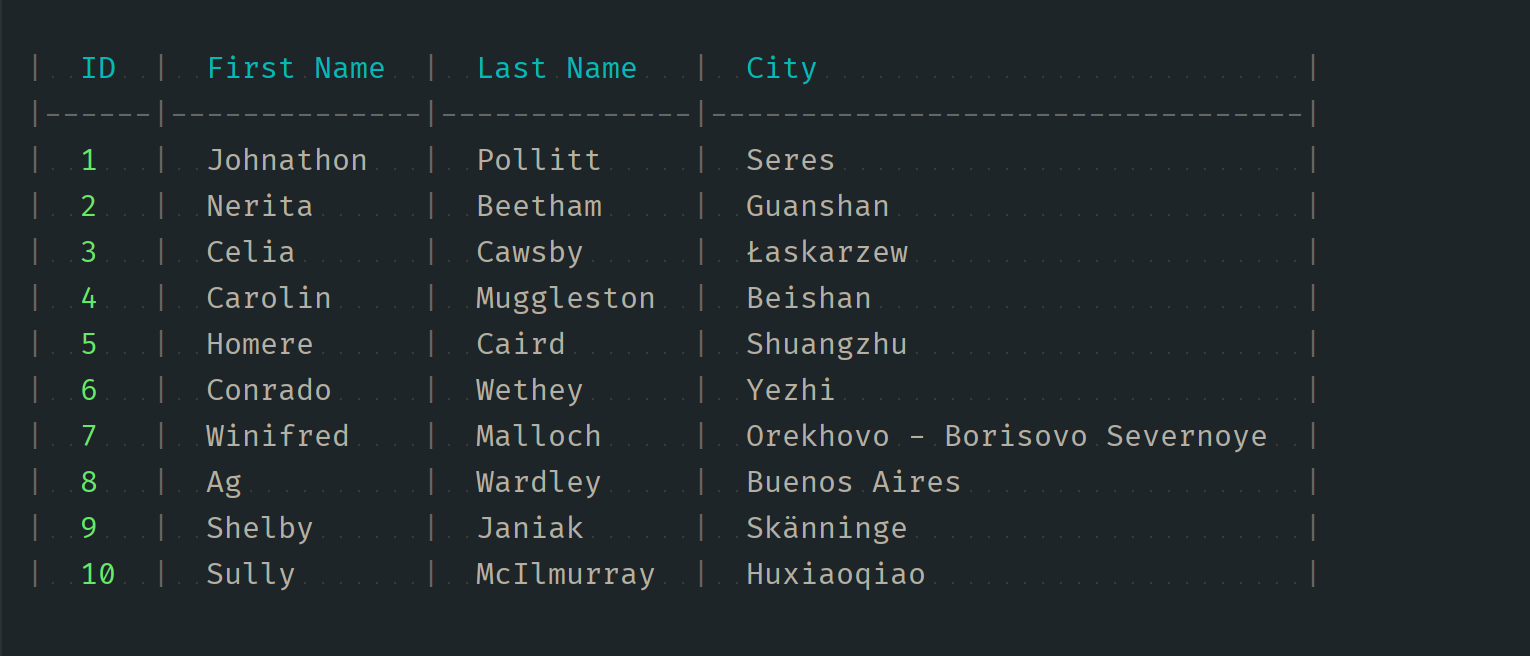 |  ID  |  First Name  |  Last Name   |  City                           |
|------|--------------|--------------|---------------------------------|
|  1   |  Johnathon   |  Pollitt     |  Seres                          |
|  2   |  Nerita      |  Beetham     |  Guanshan                       |
|  3   |  Celia       |  Cawsby      |  Łaskarzew                      |
|  4   |  Carolin     |  Muggleston  |  Beishan                        |
|  5   |  Homere      |  Caird       |  Shuangzhu                      |
|  6   |  Conrado     |  Wethey      |  Yezhi                          |
|  7   |  Winifred    |  Malloch     |  Orekhovo - Borisovo Severnoye  |
|  8   |  Ag          |  Wardley     |  Buenos Aires                   |
|  9   |  Shelby      |  Janiak      |  Skänninge                      |
|  10  |  Sully       |  McIlmurray  |  Huxiaoqiao                     |